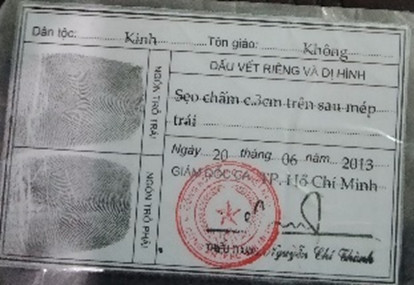 Dân tộc: Kinh Tôn giáo: Không
NGÓN TRỎ TRÁI
DẤU VẾT RIÊNG VÀ DỊ HÌNH
Sẹo chấm c.3cm trên sau mép
trái
NGÓN TRỎ PHẢI
Ngày 20 tháng 06 năm 2013
GIÁM ĐỐC CA TP. Hồ Chí Minh
Nguyễn Chí Thành